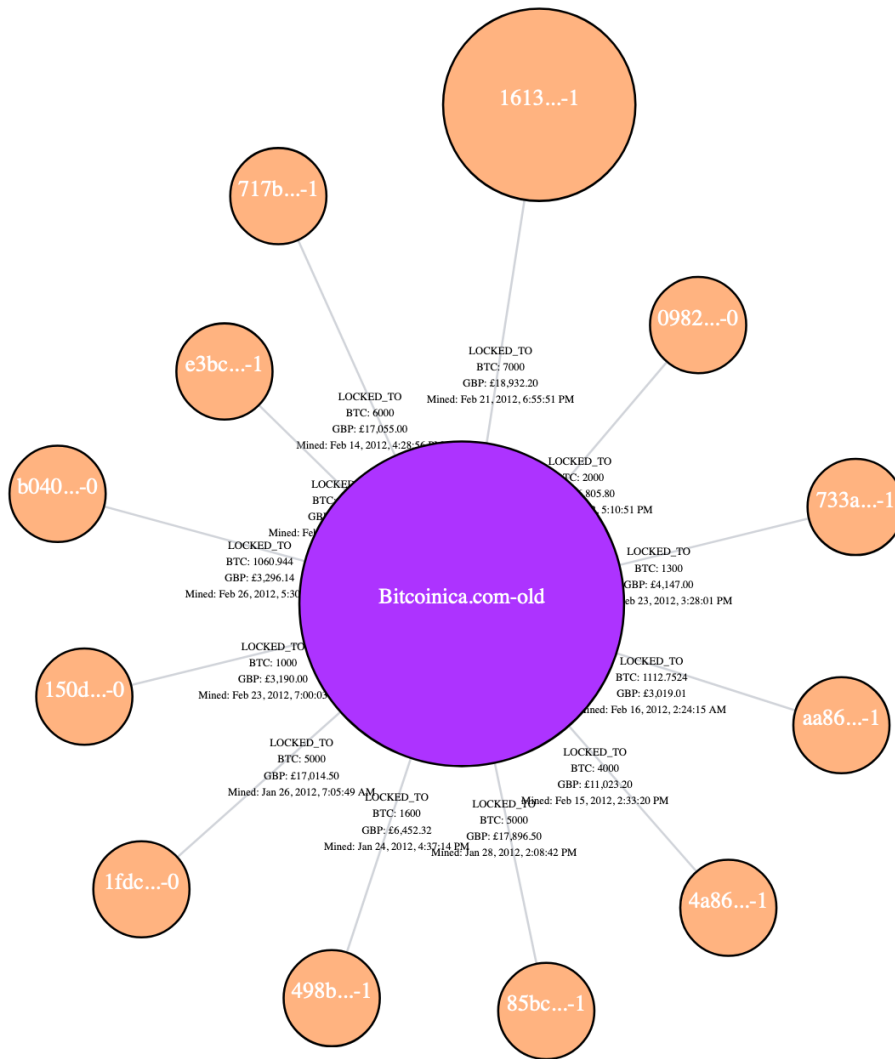 1613...-1
717b...-1
0982...-0
e3bc...-1
LOCKED_TO
BTC: 7000
GBP: £18,932.20
Mined: Feb 21, 2012, 6:55:51 PM
LOCKED_TO
BTC: 6000
GBP: £17,055.00
Mined: Feb 14, 2012, 4:28:56
b040...-0
LOCKED_TO
2000
805.80
5:10:51 PM
733a...-1
LOCKED_TO
BTC: 1060.944
GBP: £3,296.14
Mined: Feb 26, 2012, 5:30
LOCKED_TO
BTC: 1300
GBP: £4,147.00
23, 2012, 3:28:01 PM
Bitcoinica.com-old
LOCKED_TO
BTC: 1000
GBP: £3,190.00
Mined: Feb 23, 2012, 7:00:03
150d...-0
LOCKED_TO
BTC: 1112.7524
GBP: £3,019.01
Mined: Feb 16, 2012, 2:24:15 AM
aa86...-1
LOCKED_TO
BTC: 5000
GBP: £17,014.50
Mined: Jan 26, 2012, 7:05:49 AM
LOCKED_TO
BTC: 4000
GBP: £11,023.20
Mined: Feb 15, 2012, 2:33:20 PM
LOCKED_TO
BTC: 1600
GBP: £6,452.32
Mined: Jan 24, 2012, 4:37:14 PM
LOCKED_TO
BTC: 5000
GBP: £17,896.50
Mined: Jan 28, 2012, 2:08:42 PM
1fdc...-0
4a86...-1
498b...-1
85bc...-1